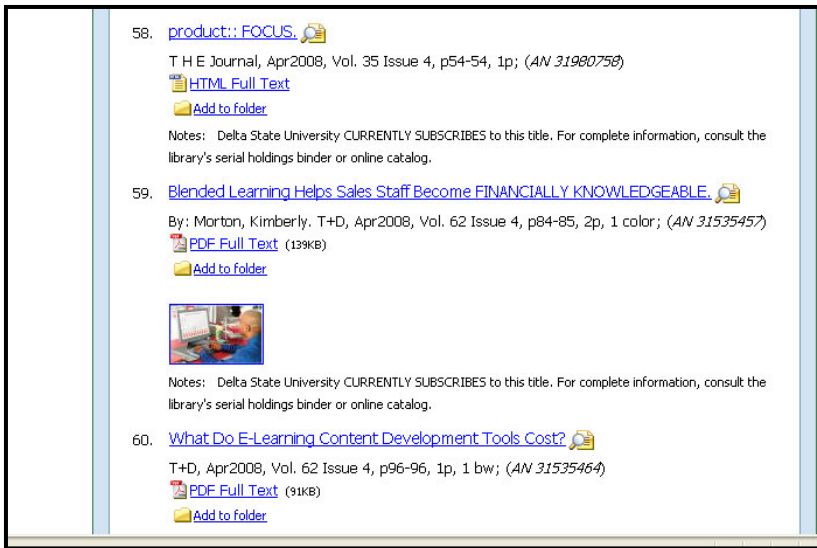 58. product:: FOCUS.
T H E Journal, Apr2008, Vol. 35 Issue 4, p54-54, 1p; (AN 31980758)
HTML Full Text
Add to folder
Notes: Delta State University CURRENTLY SUBSCRIBES to this title. For complete information, consult the
library's serial holdings binder or online catalog.
59. Blended Learning Helps Sales Staff Become FINANCIALLY KNOWLEDGEABLE.
By: Morton, Kimberly. T+D, Apr2008, Vol. 62 Issue 4, p84-85, 2p, 1 color; (AN 31535457)
PDF Full Text (139KB)
Add to folder
Notes: Delta State University CURRENTLY SUBSCRIBES to this title. For complete information, consult the
library's serial holdings binder or online catalog.
60. What Do E-Learning Content Development Tools Cost?
T+D, Apr2008, Vol. 62 Issue 4, p96-96, 1p, 1 bw; (AN 31535464)
PDF Full Text (91KB)
Add to folder